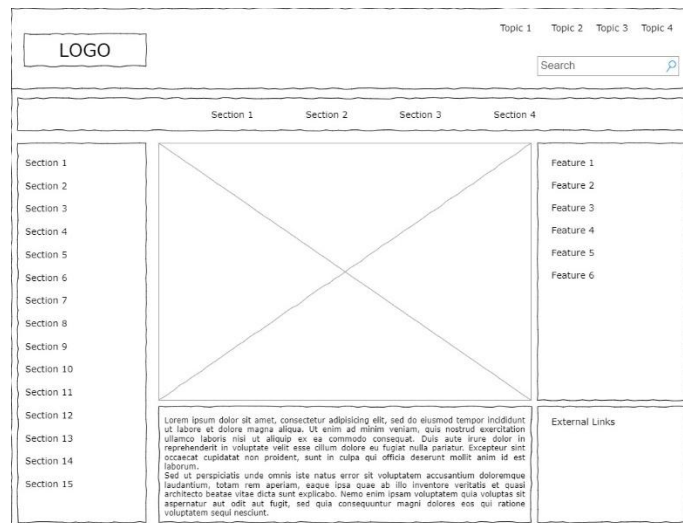 Topic 1 Topic 2 Topic 3 Topic 4
LOGO
Search
Section 1 Section 2 Section 3 Section 4
Section 1
Section 2
Section 3
Section 4
Section 5
Section 6
Section 7
Section 8
Section 9
Section 10
Section 11
Section 12
Section 13
Section 14
Section 15
Lorem ipsum dolor sit amet, consectetur adipisicing elit, sed do eiusmod tempor incididunt
ut labore et dolore magna aliqua. Ut enim ad minim veniam, quis nostrud exercitation
ullamco laboris nisi ut aliquip ex ea commodo consequat. Duis aute irure dolor in
reprehenderit in voluptate velit esse cillum dolore eu fugiat nulla pariatur. Excepteur sint
occaecat cupidatat non proident, sunt in culpa qui officia deserunt mollit anim id est
laborum.
Sed ut perspiciatis unde omnis iste natus error sit voluptatem accusantium doloremque
laudantium, totam rem aperiam, eaque ipsa quae ab illo inventore veritatis et quasi
architecto beatae vitae dicta sunt explicabo. Nemo enim ipsam voluptatem quia voluptas sit
aspernatur aut odit aut fugit, sed quia consequuntur magni dolores eos qui ratione
voluptatem sequi nesciunt.
Feature 1
Feature 2
Feature 3
Feature 4
Feature 5
Feature 6
External Links